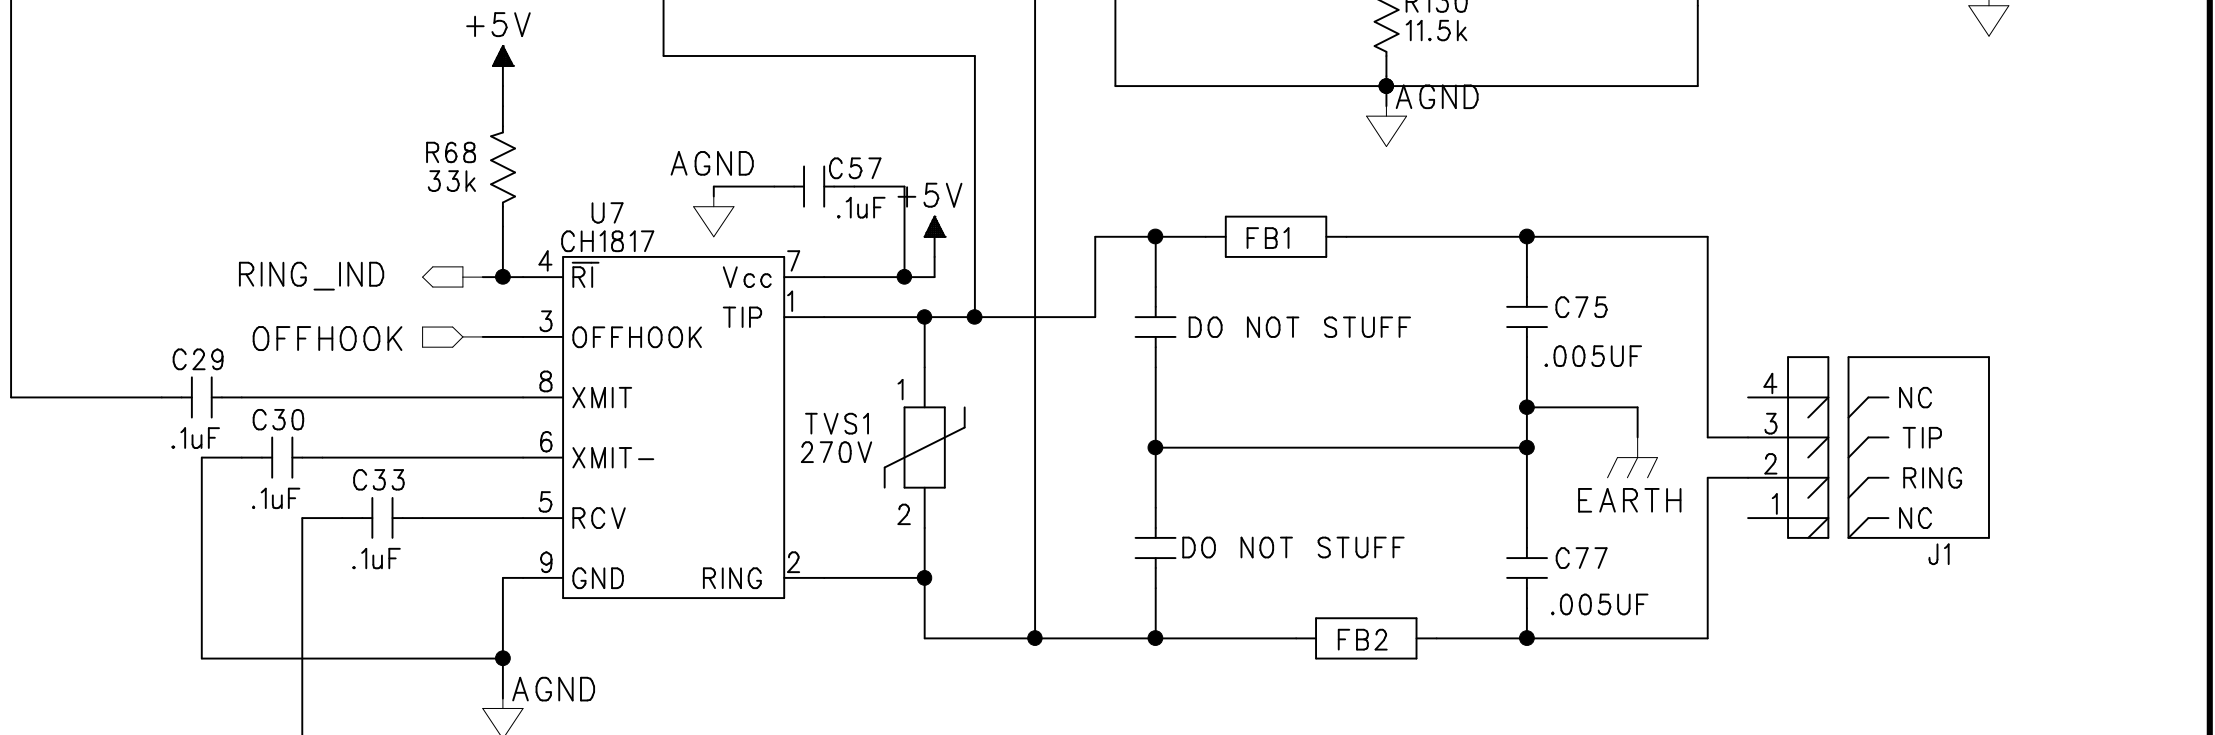 R130
11.5k
+5V
AGND
R68
33k
AGND
C57
.1uF
+5V
U7
CH1817
RING_IND
4
RI
Vcc
7
TIP
1
FB1
OFFHOOK
3
OFFHOOK
DO NOT STUFF
C75
.005UF
C29
.1uF
8
XMIT
C30
.1uF
6
XMIT-
C33
.1uF
5
RCV
9
GND
RING
2
1
TVS1
270V
2
EARTH
4
3
2
1
NC
TIP
RING
NC
J1
DO NOT STUFF
C77
.005UF
FB2
AGND